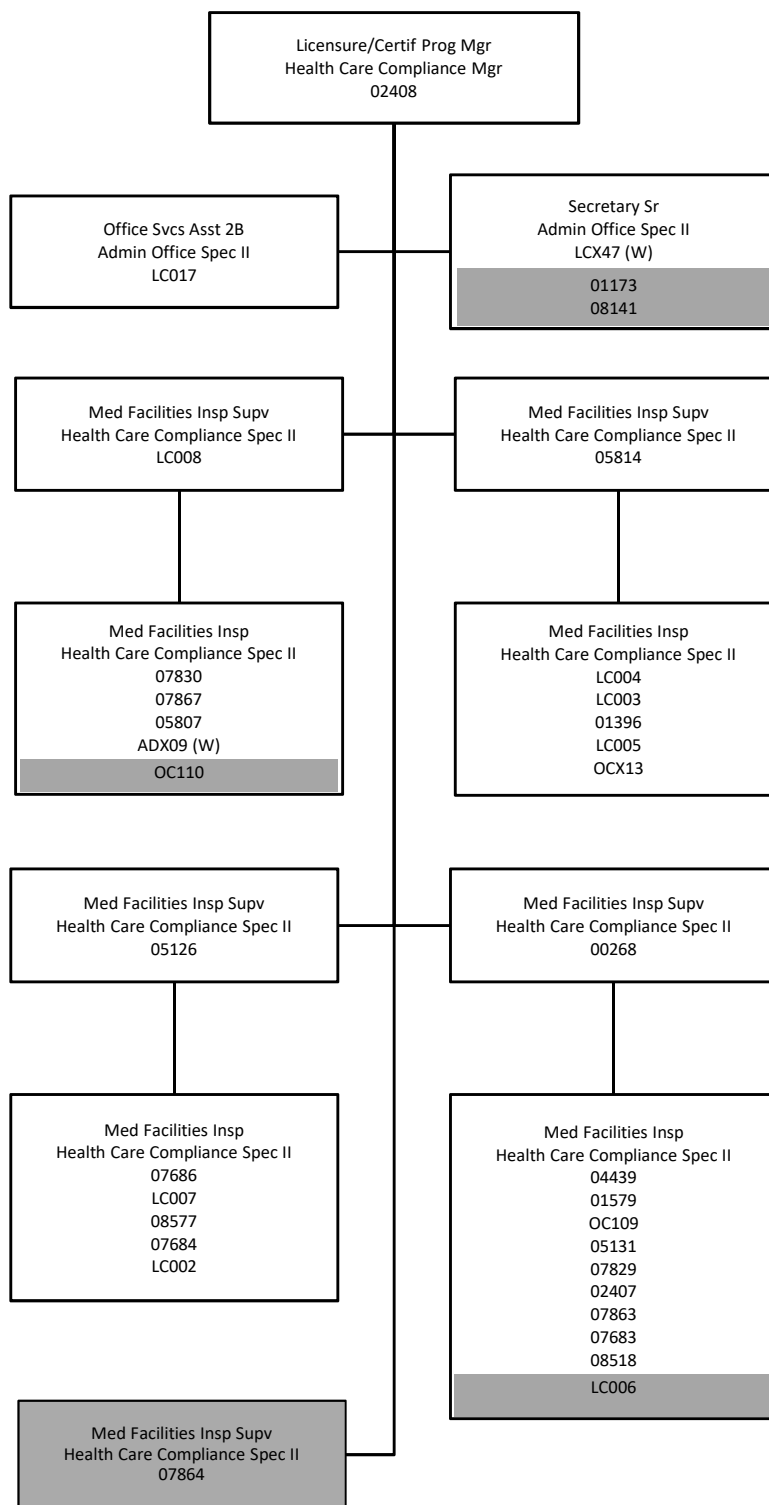 Licensure/Certif Prog Mgr
Health Care Compliance Mgr
02408
Office Svcs Asst 2B
Admin Office Spec II
LC017
Secretary Sr
Admin Office Spec II
LCX47 (W)
01173
08141
Med Facilities Insp Supv
Health Care Compliance Spec II
LC008
Med Facilities Insp Supv
Health Care Compliance Spec II
05814
Med Facilities Insp
Health Care Compliance Spec II
07830
07867
05807
ADX09 (W)
OC110
Med Facilities Insp
Health Care Compliance Spec II
LC004
LC003
01396
LC005
OCX13
Med Facilities Insp Supv
Health Care Compliance Spec II
05126
Med Facilities Insp Supv
Health Care Compliance Spec II
00268
Med Facilities Insp
Health Care Compliance Spec II
07686
LC007
08577
07684
LC002
Med Facilities Insp
Health Care Compliance Spec II
04439
01579
OC109
05131
07829
02407
07863
07683
08518
LC006
Med Facilities Insp Supv
Health Care Compliance Spec II
07864